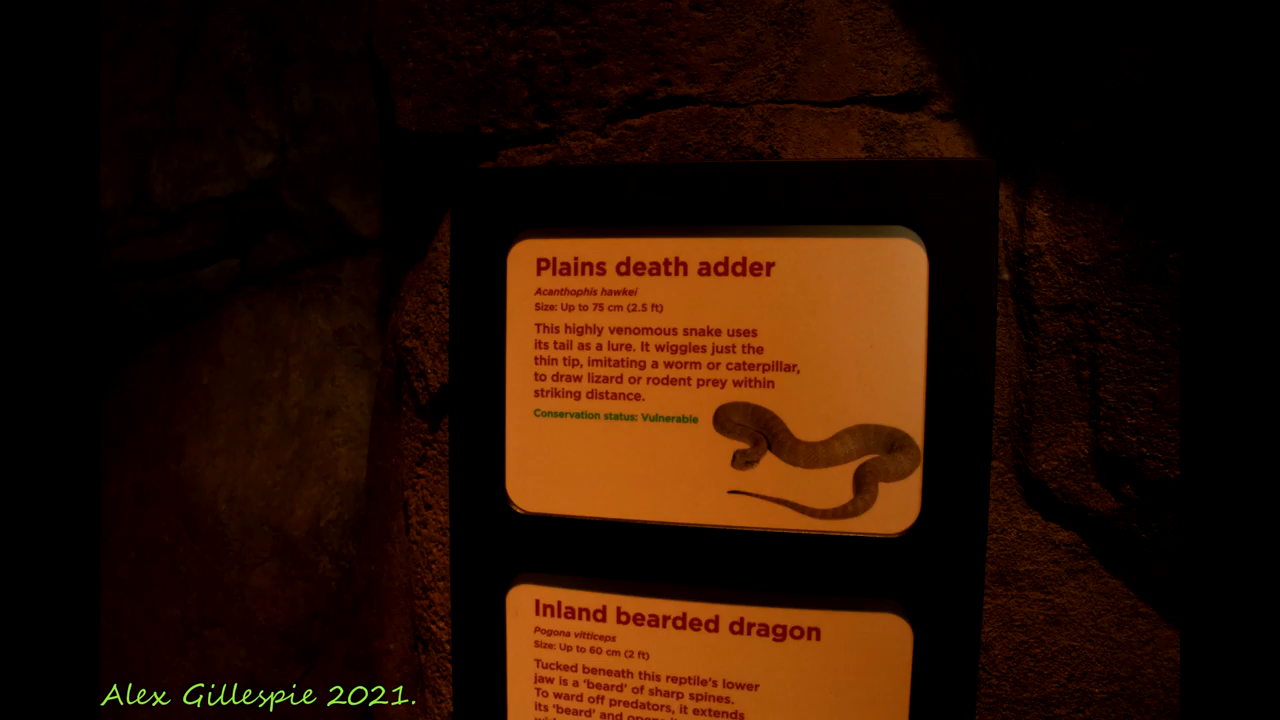 Plains death adder
Acanthophis hawkei
Size: Up to 75 cm (2.5 ft)
This highly venomous snake uses
its tail as a lure. It wiggles just the
thin tip, imitating a worm or caterpillar,
to draw lizard or rodent prey within
striking distance.
Conservation status: Vulnerable
Inland bearded dragon
Pogona vitticeps
Size: Up to 60 cm (2 ft)
Tucked beneath this reptile's lower
jaw is a 'beard' of sharp spines.
To ward off predators, it extends
its 'beard' and
Alex Gillespie 2021.